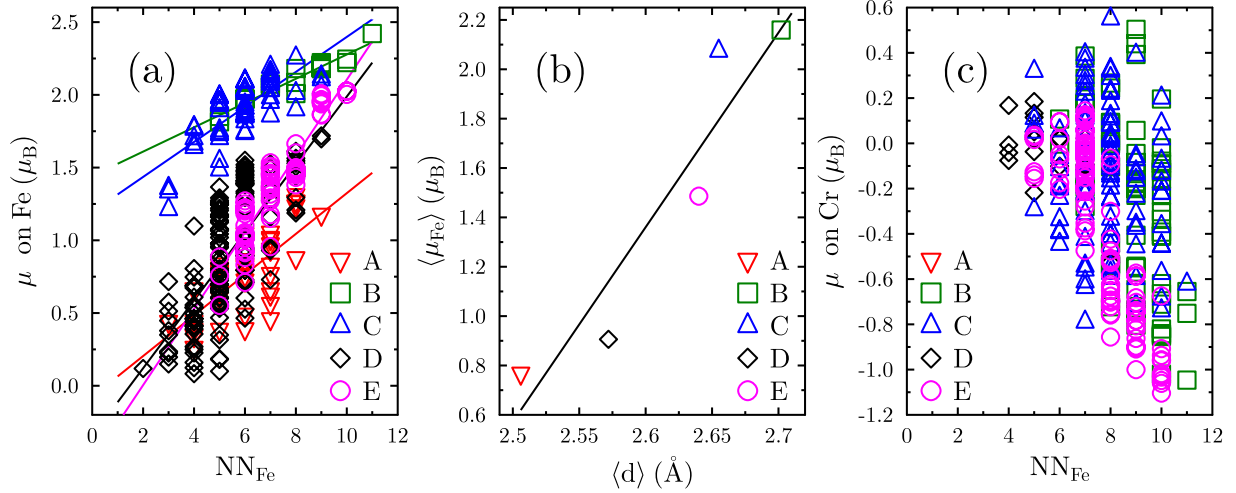 (a)
μ on Fe (μB)
2.5
2.0
1.5
1.0
0.5
0.0
0 2 4 6 8 10 12
NNFe
A
B
C
D
E
(b)
⟨μFe⟩ (μB)
2.2
2.0
1.8
1.6
1.4
1.2
1.0
0.8
0.6
2.5 2.55 2.6 2.65 2.7
⟨d⟩ (Å)
A
B
C
D
E
(c)
μ on Cr (μB)
0.6
0.4
0.2
0.0
-0.2
-0.4
-0.6
-0.8
-1.0
-1.2
0 2 4 6 8 10 12
NNFe
A
B
C
D
E